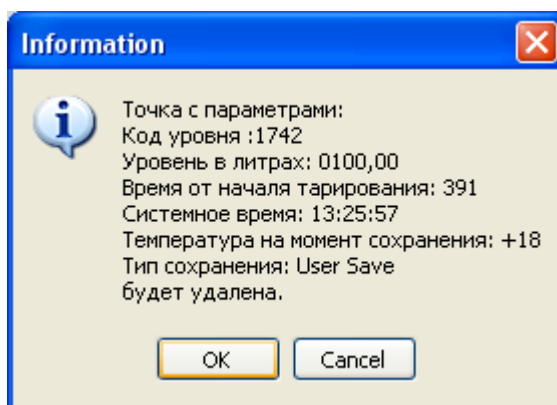 Information
Точка с параметрами:
Код уровня :1742
Уровень в литрах: 0100,00
Время от началя тарирования: 391
Системное время: 13:25:57
Температура на момент сохранения: +18
Тип сохранения: User Save
будет удалена.
OK
Cancel